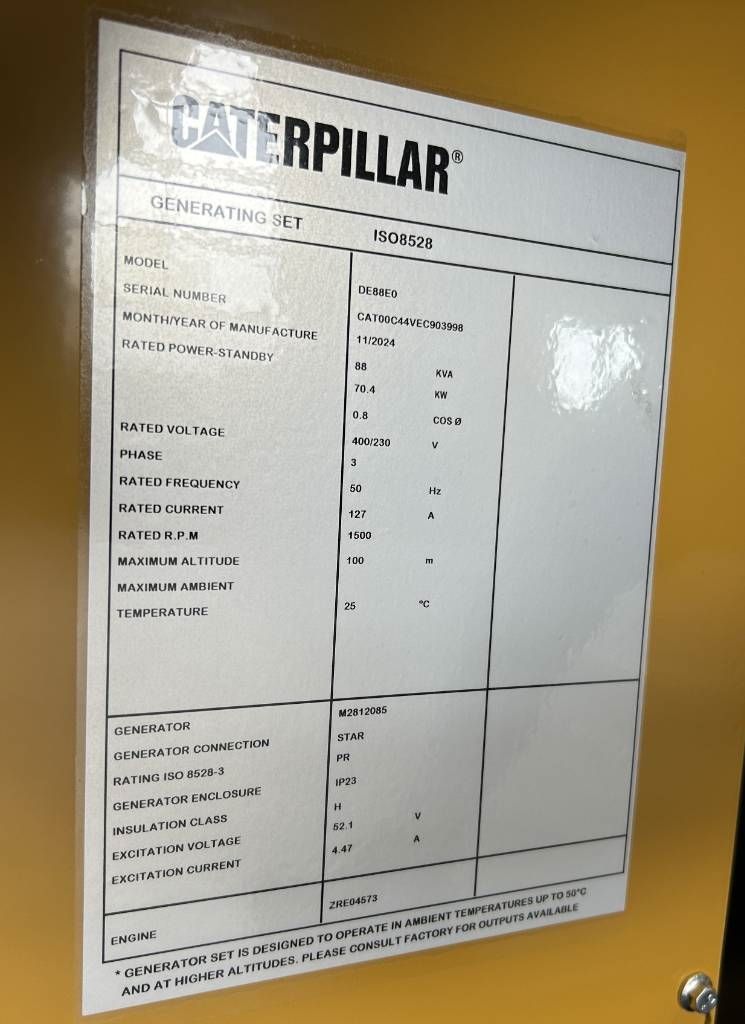 CATERPILLAR®
GENERATING SET ISO8528
MODEL DE88E0
SERIAL NUMBER CAT00C44VEC903998
MONTH/YEAR OF MANUFACTURE 11/2024
RATED POWER-STANDBY 88 KVA
70.4 KW
0.8 COS Ø
RATED VOLTAGE 400/230 V
PHASE 3
RATED FREQUENCY 50 Hz
RATED CURRENT 127 A
RATED R.P.M 1500
MAXIMUM ALTITUDE 100 m
MAXIMUM AMBIENT
TEMPERATURE 25 °C
GENERATOR M2812085
GENERATOR CONNECTION STAR
RATING ISO 8528-3 PR
GENERATOR ENCLOSURE IP23
INSULATION CLASS H
EXCITATION VOLTAGE 52.1 V
EXCITATION CURRENT 4.47 A
ENGINE ZRE04573
* GENERATOR SET IS DESIGNED TO OPERATE IN AMBIENT TEMPERATURES UP TO 50°C
AND AT HIGHER ALTITUDES. PLEASE CONSULT FACTORY FOR OUTPUTS AVAILABLE